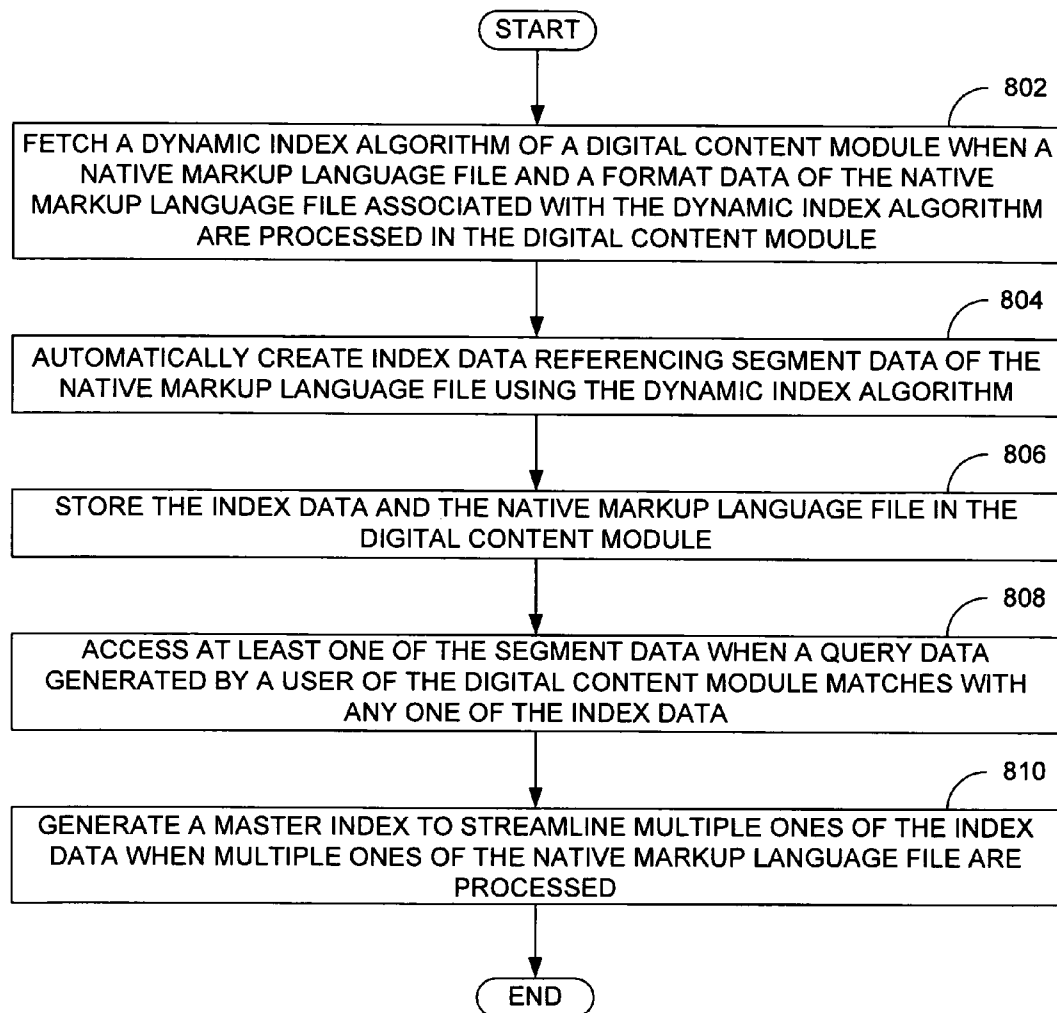 START
802
FETCH A DYNAMIC INDEX ALGORITHM OF A DIGITAL CONTENT MODULE WHEN A
NATIVE MARKUP LANGUAGE FILE AND A FORMAT DATA OF THE NATIVE
MARKUP LANGUAGE FILE ASSOCIATED WITH THE DYNAMIC INDEX ALGORITHM
ARE PROCESSED IN THE DIGITAL CONTENT MODULE
804
AUTOMATICALLY CREATE INDEX DATA REFERENCING SEGMENT DATA OF THE
NATIVE MARKUP LANGUAGE FILE USING THE DYNAMIC INDEX ALGORITHM
806
STORE THE INDEX DATA AND THE NATIVE MARKUP LANGUAGE FILE IN THE
DIGITAL CONTENT MODULE
808
ACCESS AT LEAST ONE OF THE SEGMENT DATA WHEN A QUERY DATA
GENERATED BY A USER OF THE DIGITAL CONTENT MODULE MATCHES WITH
ANY ONE OF THE INDEX DATA
810
GENERATE A MASTER INDEX TO STREAMLINE MULTIPLE ONES OF THE INDEX
DATA WHEN MULTIPLE ONES OF THE NATIVE MARKUP LANGUAGE FILE ARE
PROCESSED
END